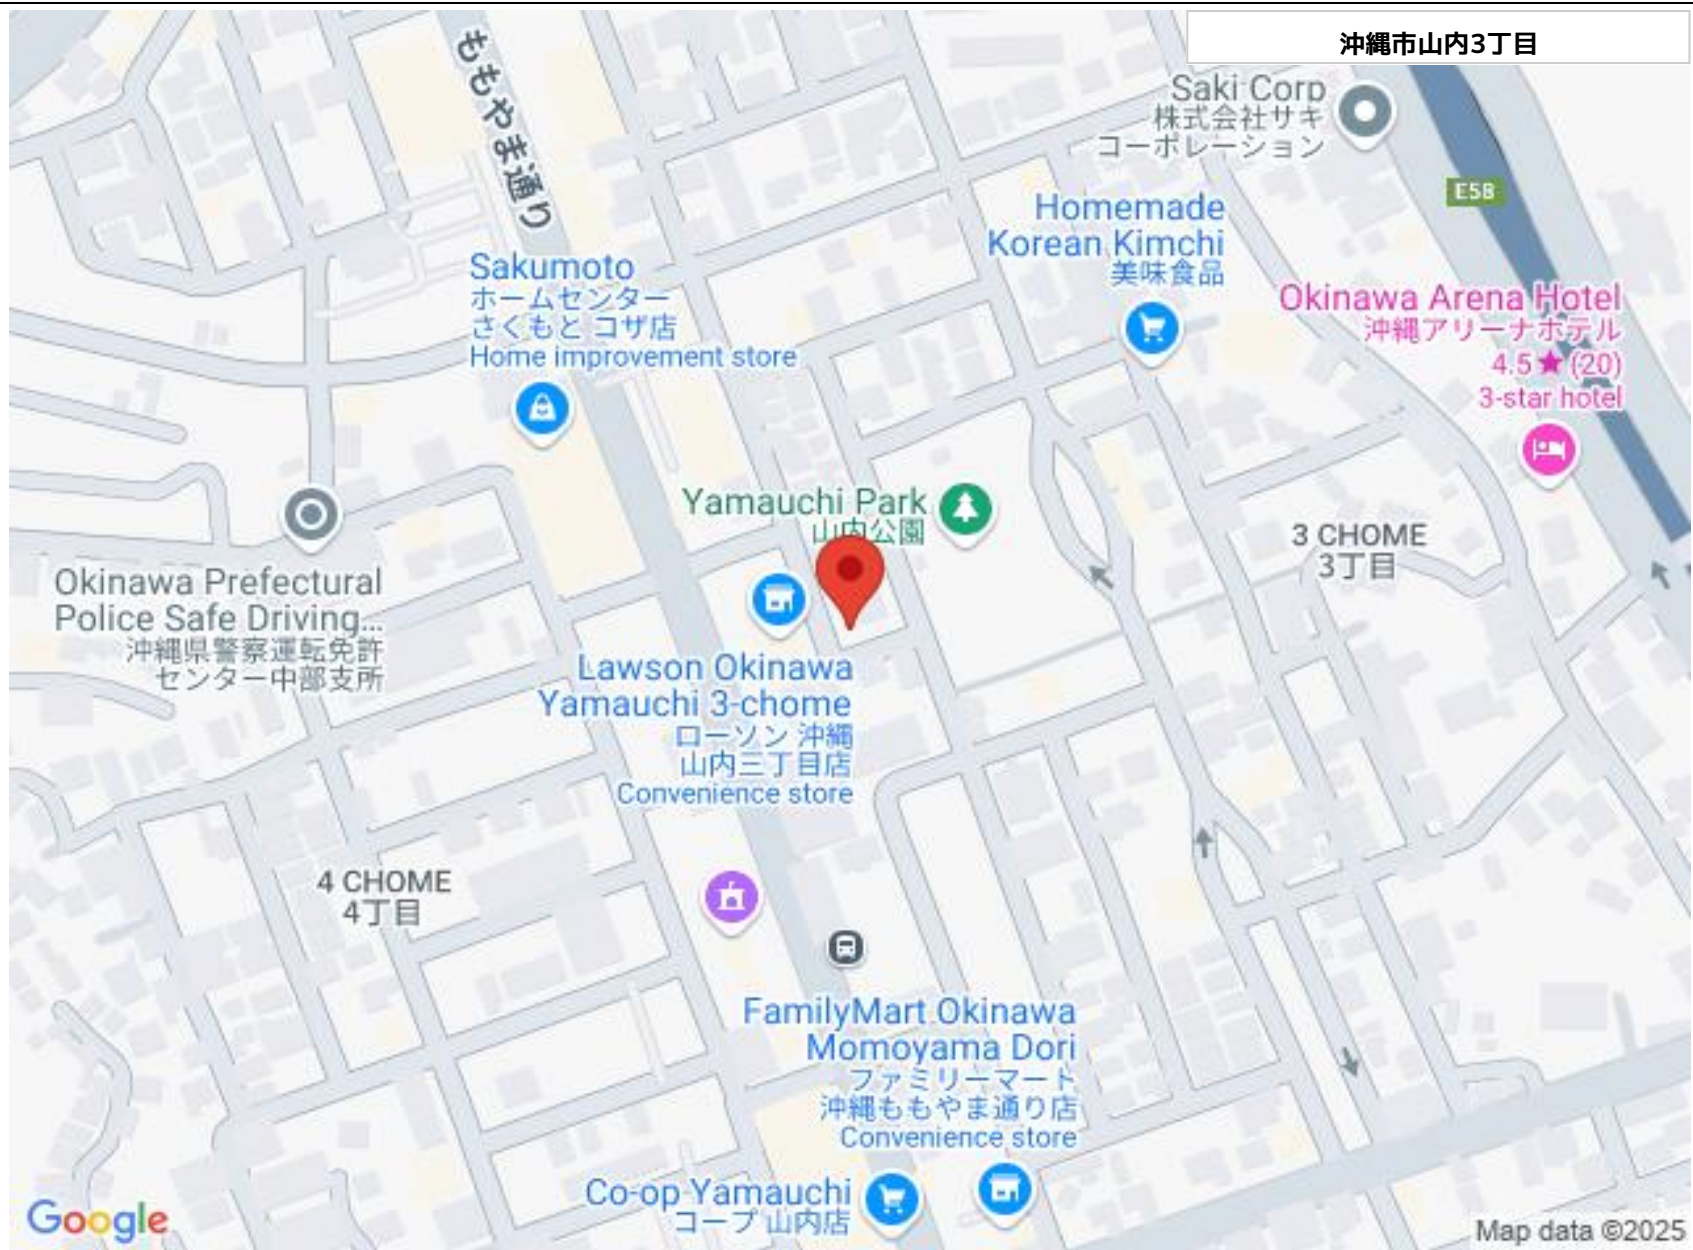 沖縄市山内3丁目
ももやま通り
Saki Corp
株式会社サキ
コーポレーション
E58
Homemade
Korean Kimchi
美味食品
Sakumoto
ホームセンター
さくもと コザ店
Home improvement store
Okinawa Arena Hotel
沖縄アリーナホテル
4.5★(20)
3-star hotel
Yamauchi Park
山内公園
3 CHOME
3丁目
Okinawa Prefectural
Police Safe Driving...
沖縄県警察運転免許
センター中部支所
Lawson Okinawa
Yamauchi 3-chome
ローソン 沖縄
山内三丁目店
Convenience store
4 CHOME
4丁目
FamilyMart Okinawa
Momoyama Dori
ファミリーマート
沖縄ももやま通り店
Convenience store
Co-op Yamauchi
コープ 山内店
Google
Map data ©2025